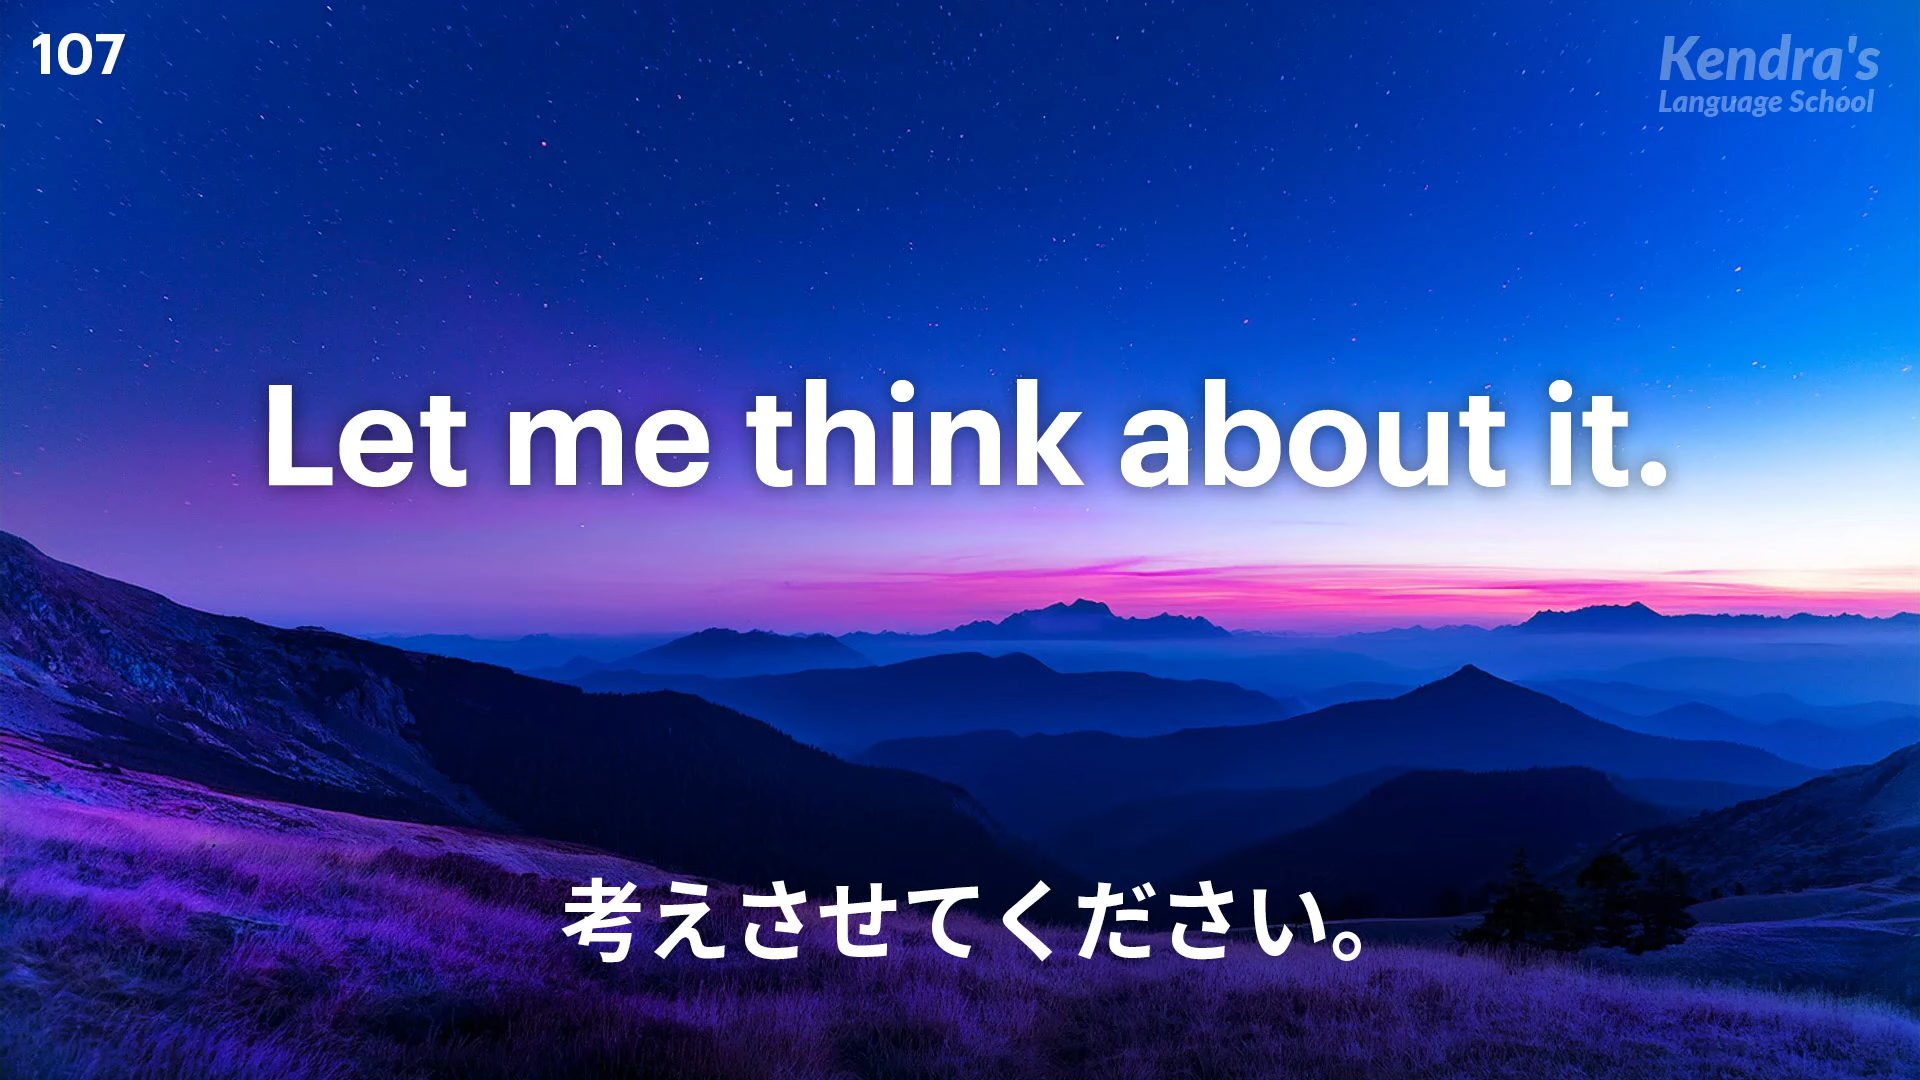 107
Kendra's
Language School
Let me think about it.
考えさせてください。